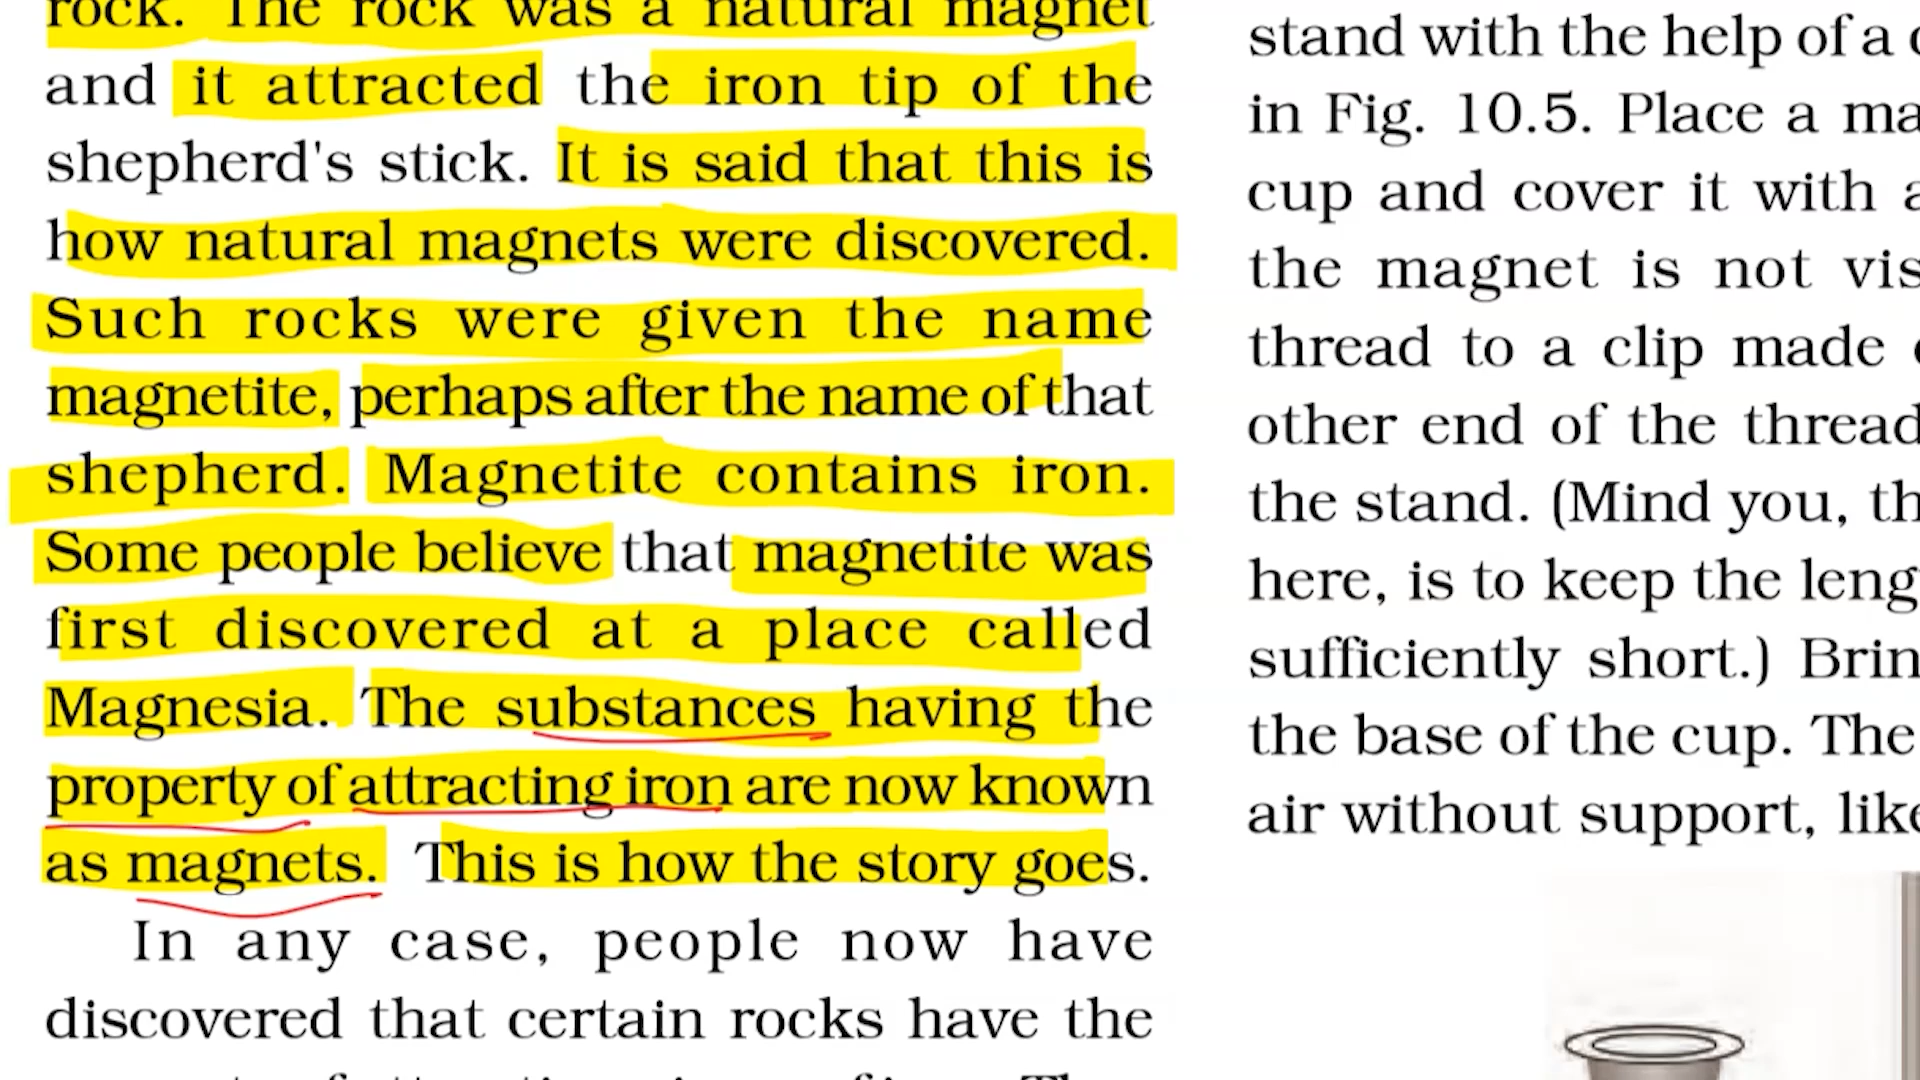 rock. The rock was a natural magnet
and it attracted the iron tip of the
shepherd's stick. It is said that this is
how natural magnets were discovered.
Such rocks were given the name
magnetite, perhaps after the name of that
shepherd. Magnetite contains iron.
Some people believe that magnetite was
first discovered at a place called
Magnesia. The substances having the
property of attracting iron are now known
as magnets. This is how the story goes.
In any case, people now have
discovered that certain rocks have the
stand with the help of a
in Fig. 10.5. Place a
cup and cover it with
the magnet is not
thread to a clip made
other end of the thread
the stand. (Mind you,
here, is to keep the
sufficiently short.)
the base of the cup. The
air without support,